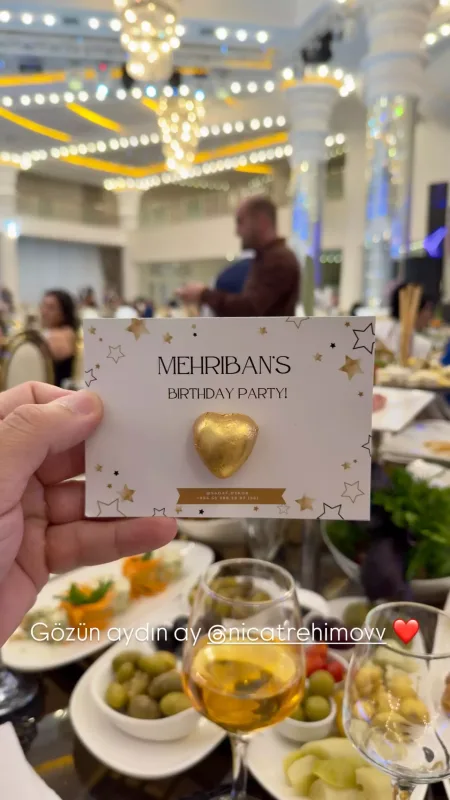 MEHRIBAN'S
BIRTHDAY PARTY!
Gözün aydın ay @nicatrehimovv ❤️